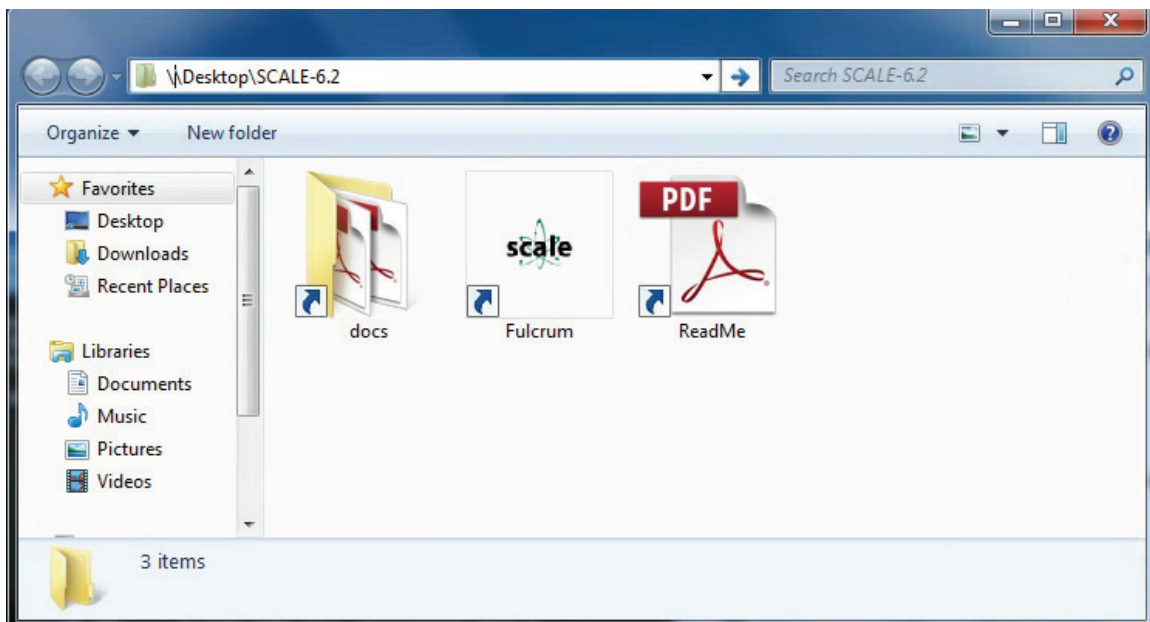 \\Desktop\SCALE-6.2
Search SCALE-6.2
Organize
New folder
Favorites
Desktop
Downloads
Recent Places
Libraries
Documents
Music
Pictures
Videos
docs
scale
Fulcrum
PDF
ReadMe
3 items